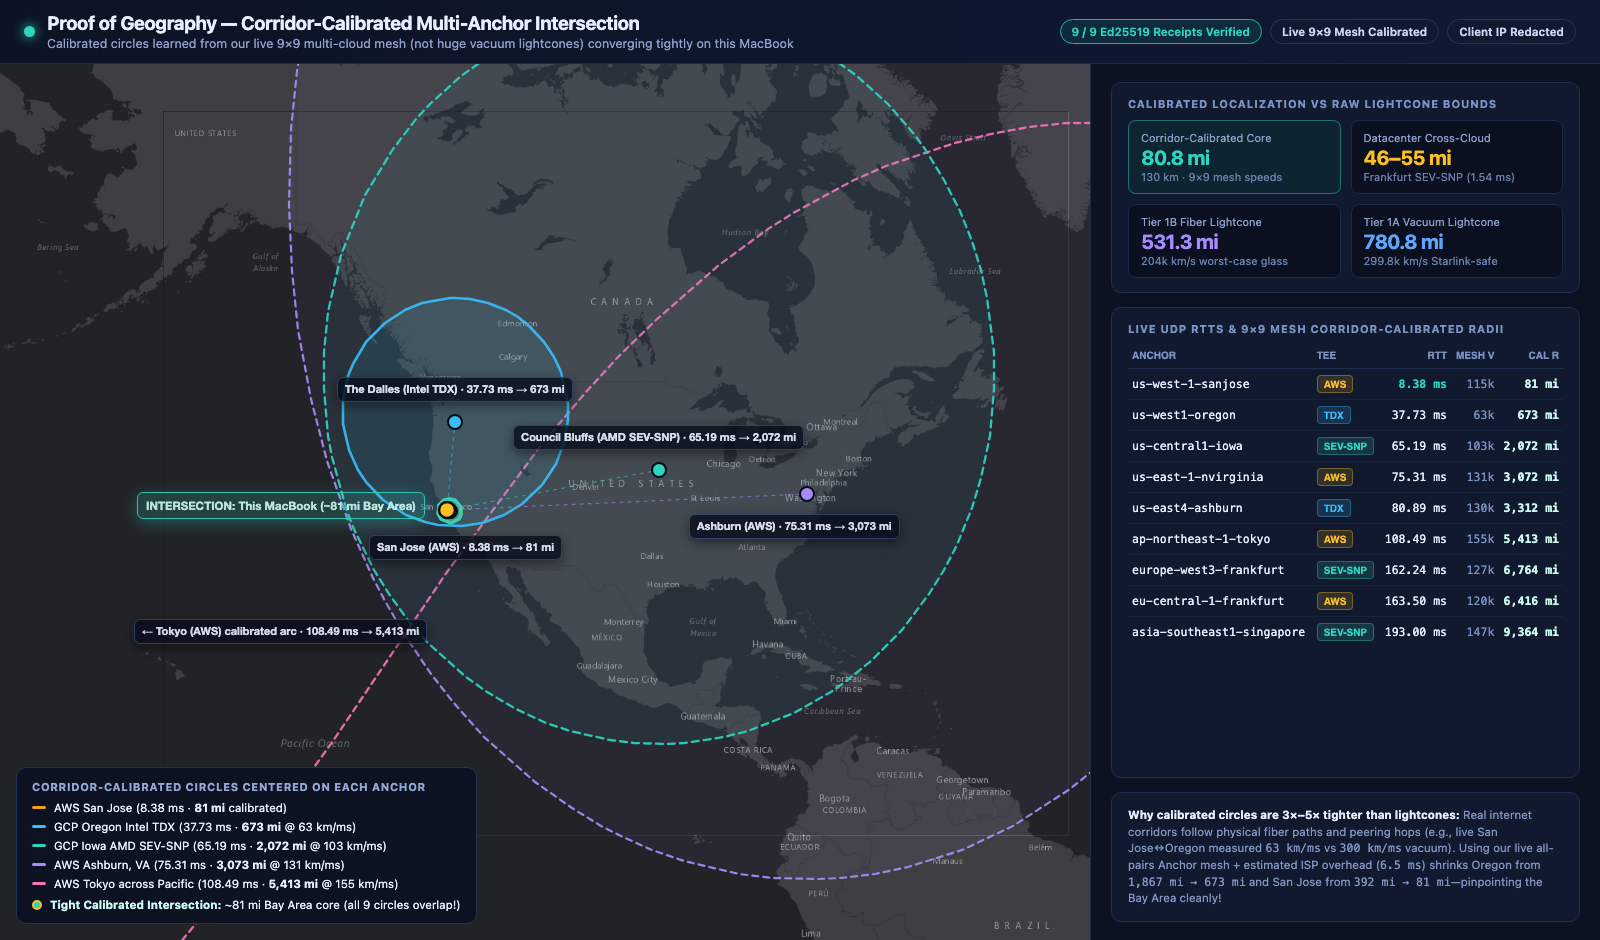 Proof of Geography — Corridor-Calibrated Multi-Anchor Intersection
Calibrated circles learned from our live 9×9 multi-cloud mesh (not huge vacuum lightcones) converging tightly on this MacBook
9 / 9 Ed25519 Receipts Verified
Live 9×9 Mesh Calibrated
Client IP Redacted
UNITED STATES
Davis
Bering Sea
Gulf of
Alaska
Hudson Bay
Labrador Sea
CANADA
Edmonton
Calgary
The Dalles (Intel TDX) · 37.73 ms → 673 mi
Council Bluffs (AMD SEV-SNP) · 65.19 ms → 2,072 mi
Ottawa
Montreal
Chicago
Detroit
Boston
New York
Philadelphia
Denver
UNITED STATES
St Louis
Washington
INTERSECTION: This MacBook (~81 mi Bay Area)
San Jose (AWS) · 8.38 ms → 81 mi
Ashburn (AWS) · 75.31 ms → 3,073 mi
Atlanta
Dallas
Houston
← Tokyo (AWS) calibrated arc · 108.49 ms → 5,413 mi
Monterrey
MÉXICO
Gulf of
Mexico
Miami
Havana
CUBA
Guadalajara
Mexico City
Port-au-
Prince
Caribbean Sea
Guatemala
Pacific Ocean
COSTA RICA
PANAMÁ
Caracas
VENEZUELA
Georgetown
Paramaribo
GUYANA
Bogota
COLOMBIA
Quito
ECUADOR
Manaus
Belém
PERÚ
Lima
BRAZIL
CORRIDOR-CALIBRATED CIRCLES CENTERED ON EACH ANCHOR
AWS San Jose (8.38 ms · 81 mi calibrated)
GCP Oregon Intel TDX (37.73 ms · 673 mi @ 63 km/ms)
GCP Iowa AMD SEV-SNP (65.19 ms · 2,072 mi @ 103 km/ms)
AWS Ashburn, VA (75.31 ms · 3,073 mi @ 131 km/ms)
AWS Tokyo across Pacific (108.49 ms · 5,413 mi @ 155 km/ms)
Tight Calibrated Intersection: ~81 mi Bay Area core (all 9 circles overlap!)
CALIBRATED LOCALIZATION VS RAW LIGHTCONE BOUNDS
Corridor-Calibrated Core
80.8 mi
130 km · 9×9 mesh speeds
Datacenter Cross-Cloud
46–55 mi
Frankfurt SEV-SNP (1.54 ms)
Tier 1B Fiber Lightcone
531.3 mi
204k km/s worst-case glass
Tier 1A Vacuum Lightcone
780.8 mi
299.8k km/s Starlink-safe
LIVE UDP RTTS & 9×9 MESH CORRIDOR-CALIBRATED RADII
ANCHOR TEE RTT MESH V CAL R
us-west-1-sanjose AWS 8.38 ms 115k 81 mi
us-west1-oregon TDX 37.73 ms 63k 673 mi
us-central1-iowa SEV-SNP 65.19 ms 103k 2,072 mi
us-east-1-nvirginia AWS 75.31 ms 131k 3,072 mi
us-east4-ashburn TDX 80.89 ms 130k 3,312 mi
ap-northeast-1-tokyo AWS 108.49 ms 155k 5,413 mi
europe-west3-frankfurt SEV-SNP 162.24 ms 127k 6,764 mi
eu-central-1-frankfurt AWS 163.50 ms 120k 6,416 mi
asia-southeast1-singapore SEV-SNP 193.00 ms 147k 9,364 mi
Why calibrated circles are 3×–5× tighter than lightcones: Real internet
corridors follow physical fiber paths and peering hops (e.g., live San
Jose↔Oregon measured 63 km/ms vs 300 km/ms vacuum). Using our live all-
pairs Anchor mesh + estimated ISP overhead (6.5 ms) shrinks Oregon from
1,867 mi → 673 mi and San Jose from 392 mi → 81 mi—pinpointing the
Bay Area cleanly!